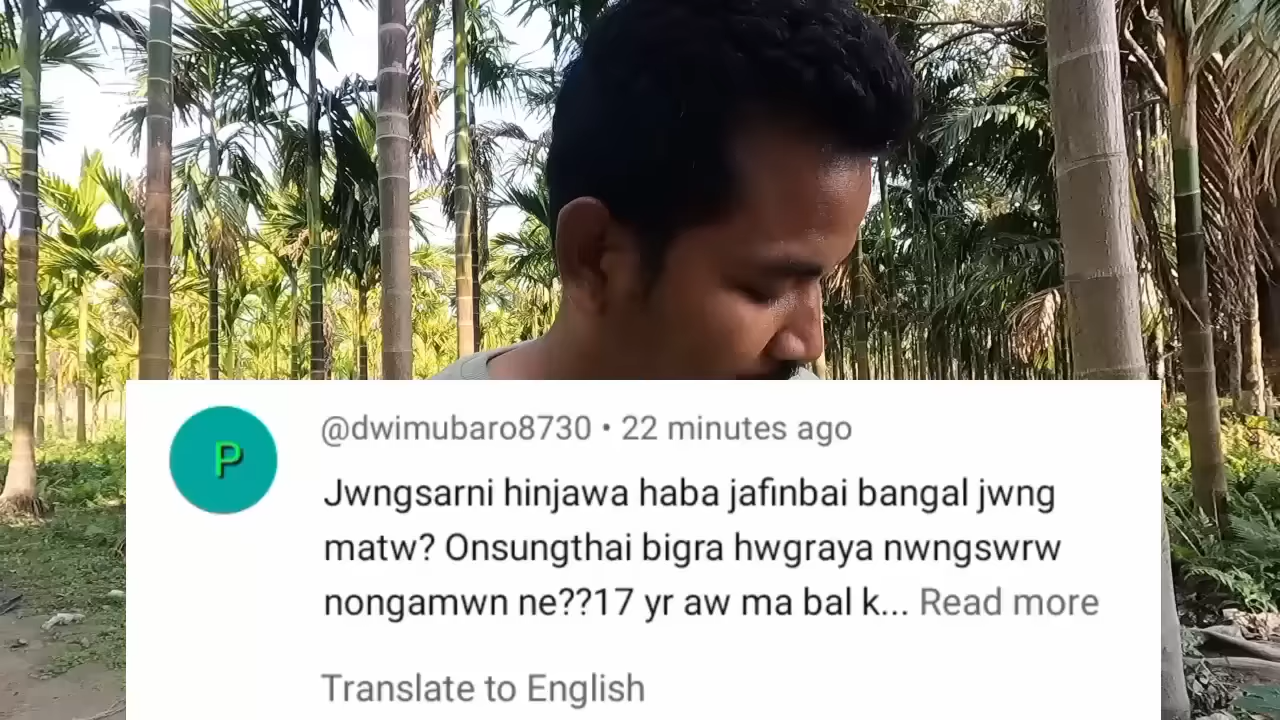 P
@dwimubaro8730 • 22 minutes ago
Jwngsarni hinjawa haba jafinbai bangal jwng
matw? Onsungthai bigra hwgraya nwngswrw
nongamwn ne??17 yr aw ma bal k... Read more
Translate to English